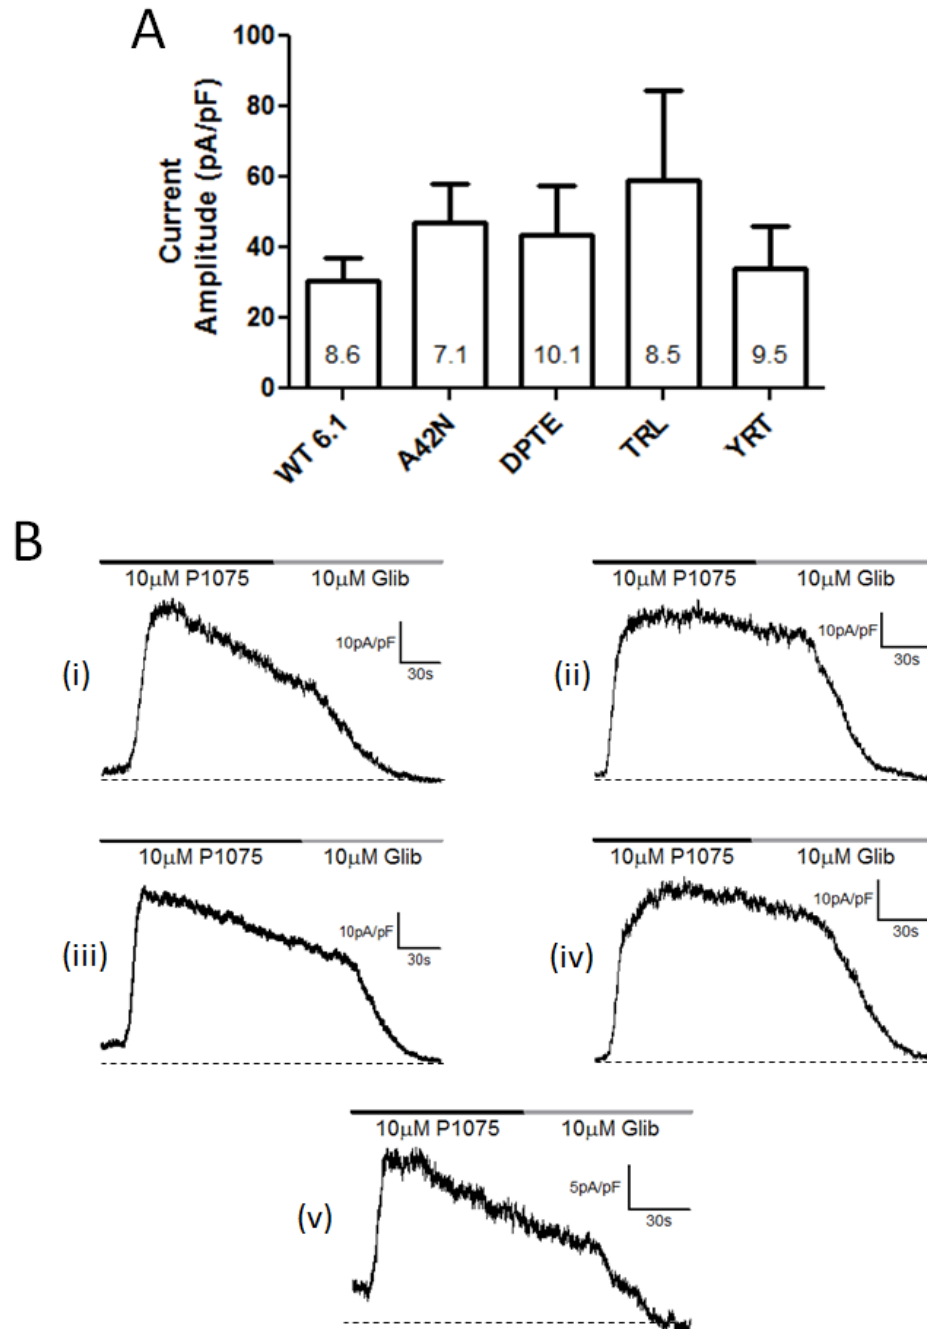 A
100
80
60
40
20
0
Current
Amplitude (pA/pF)
8.6
7.1
10.1
8.5
9.5
WT 6.1
A42N
DPTE
TRL
YRT
B
10μM P1075
10μM Glib
10pA/pF
30s
(i)
10μM P1075
10μM Glib
10pA/pF
30s
(ii)
10μM P1075
10μM Glib
10pA/pF
30s
(iii)
10μM P1075
10μM Glib
10pA/pF
30s
(iv)
10μM P1075
10μM Glib
5pA/pF
30s
(v)